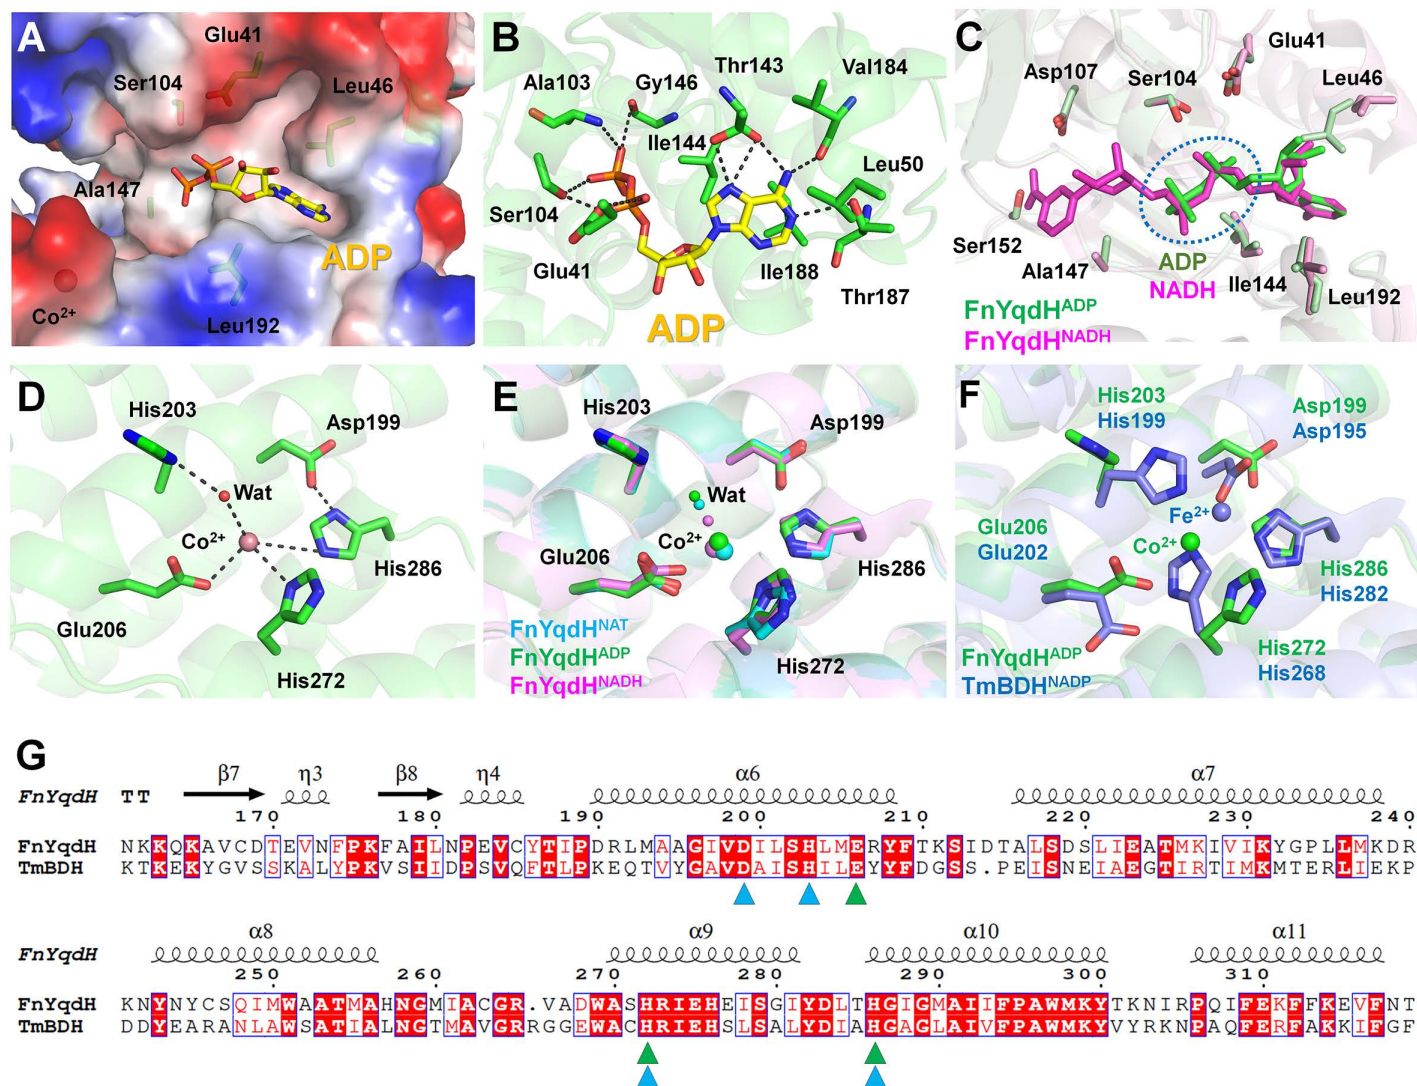 A
Glu41
Ser104
Leu46
Ala147
ADP
Co²⁺
Leu192
B
Ala103
Gy146
Thr143
Val184
Ile144
Leu50
Ser104
Glu41
Ile188
Thr187
ADP
C
Glu41
Asp107
Ser104
Leu46
Ser152
Ala147
ADP
NADH
Ile144
Leu192
FnYqdHᴬᴰᴾ
FnYqdHᴺᴬᴰᴴ
D
His203
Asp199
Wat
Co²⁺
His286
Glu206
His272
E
His203
Asp199
Wat
Co²⁺
Glu206
His286
FnYqdHᴺᴬᵀ
FnYqdHᴬᴰᴾ
FnYqdHᴺᴬᴰᴴ
His272
F
His203
His199
Asp199
Asp195
Fe²⁺
Glu206
Glu202
Co²⁺
His286
His282
His272
His268
FnYqdHᴬᴰᴾ
TmBDHᴺᴬᴰᴾ
G
β7 η3 β8 η4 α6 α7
FnYqdH TT
170 180 190 200 210 220 230 240
FnYqdH NKKQKAVCDTEVNFPKFAILNPEVCYTIPDRLMAAGIVDILSHLMERYFTKSIDTALSDSLIEATMKIVIKYGPLLMKDR
TmBDH KTKEKYGVSSKALYPKVSIIDPSVQFTLPKEQTVYGAVDAISHILEYYFDGSS.PEISNEIAEGTIRTIMKMTERLIEKP
α8 α9 α10 α11
FnYqdH
250 260 270 280 290 300 310
FnYqdH KNYNYCSQIMWAATMAHNGMIACGR.VADWASHRIEHEISGIYDLTHGIGMAIIFPAWMKYTKNIRPQIFEKFFKEVFNT
TmBDH DDYEARANLAWSATIALNGTMAVGRRGGEWACHRIEHSLSALYDIAHGAGLAIVFPAWMKYVYRKNPAQFERFAKKIFGF